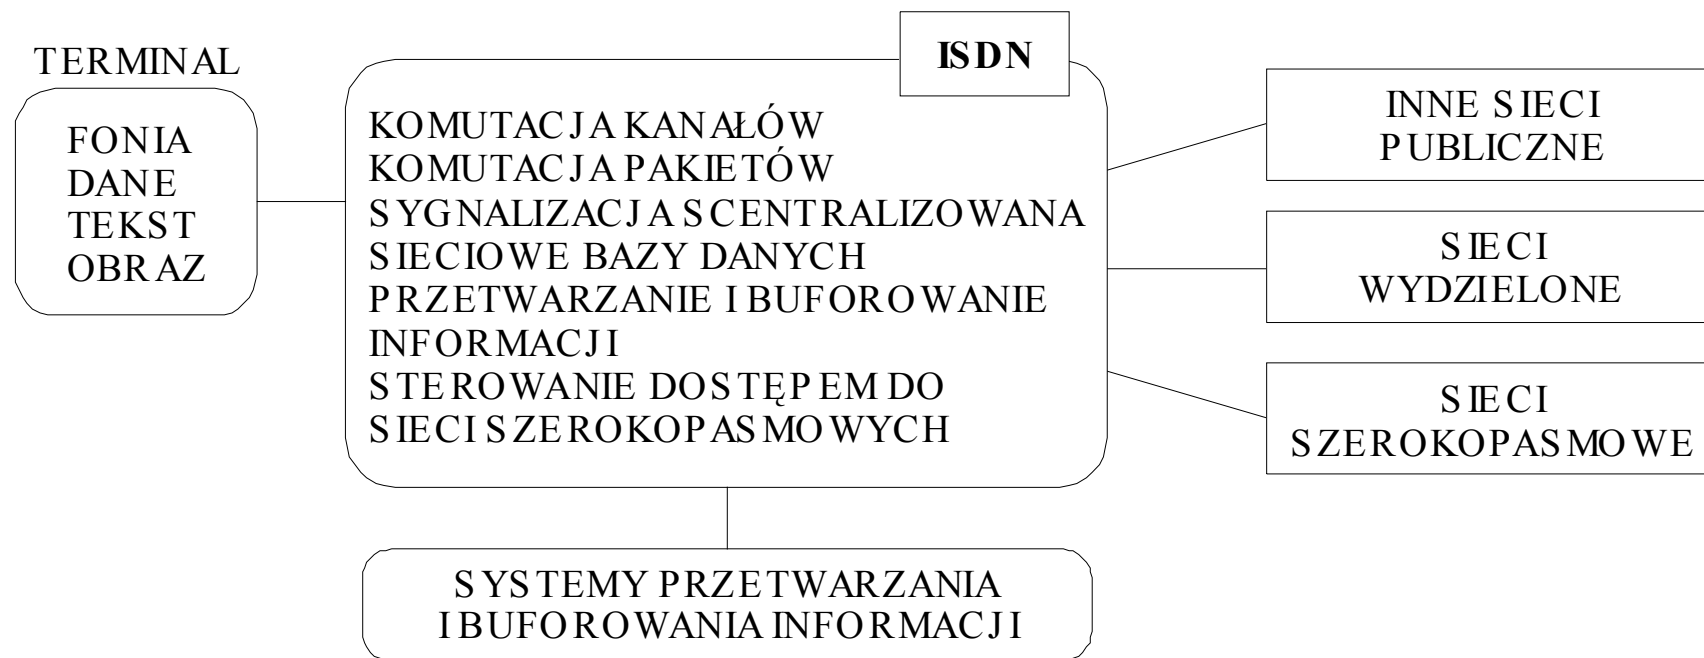 TERMINAL
FONIA
DANE
TEKST
OBRAZ
ISDN
KOMUTACJA KANAŁÓW
KOMUTACJA PAKIETÓW
SYGNALIZACJA SCENTRALIZOWANA
SIECIOWE BAZY DANYCH
PRZETWARZANIE I BUFOROWANIE
INFORMACJI
STEROWANIE DOSTĘPEM DO
SIECI SZEROKOPASMOWYCH
INNE SIECI
PUBLICZNE
SIECI
WYDZIELONE
SIECI
SZEROKOPASMOWE
SYSTEMY PRZETWARZANIA
I BUFOROWANIA INFORMACJI